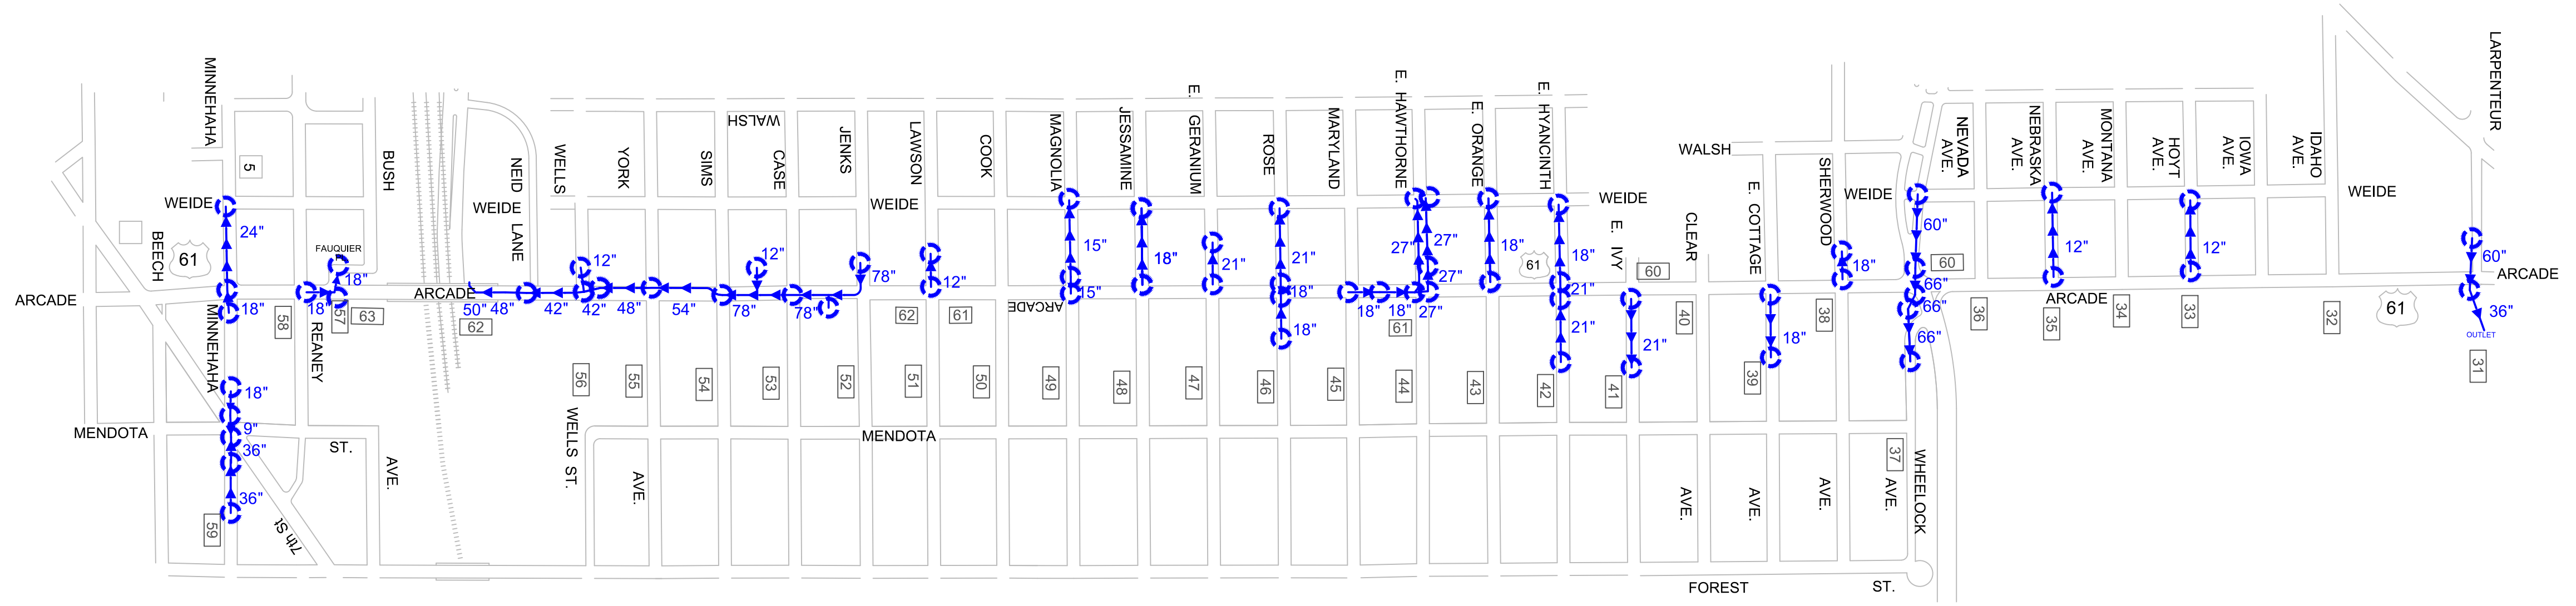 MINNEHAHA
5
WEIDE
24"
BEECH
61
ARCADE
18"
MINNEHAHA
58
18"
FAUQUIER
18"
57
63
REANEY
BUSH
18"
9"
36"
36"
59
MENDOTA
7th St
ST.
AVE.
NEID LANE
WEIDE
ARCADE
50"
48"
62
42"
WELLS
12"
42"
56
WELLS ST.
YORK
48"
55
AVE.
SIMS
54"
54
WALSH
CASE
12"
78"
53
JENKS
78"
78"
52
WEIDE
LAWSON
12"
62
51
MENDOTA
COOK
61
50
ARCADE
MAGNOLIA
15"
15"
49
JESSAMINE
18"
48
E. GERANIUM
21"
47
ROSE
21"
18"
18"
46
MARYLAND
18"
18"
45
E. HAWTHORNE
27"
27"
27"
27"
61
44
E. ORANGE
18"
43
61
E. HYANCINTH
18"
21"
21"
42
WEIDE
E. IVY
21"
41
60
CLEAR
40
AVE.
WALSH
E. COTTAGE
18"
39
AVE.
FOREST
SHERWOOD
18"
38
AVE.
WEIDE
60"
66"
66"
66"
60
37
AVE.
WHEELOCK
ST.
NEVADA AVE.
36
NEBRASKA AVE.
12"
ARCADE
35
MONTANA AVE.
34
HOYT AVE.
12"
33
IOWA AVE.
IDAHO AVE.
32
WEIDE
61
LARPENTEUR
60"
ARCADE
36"
OUTLET
31